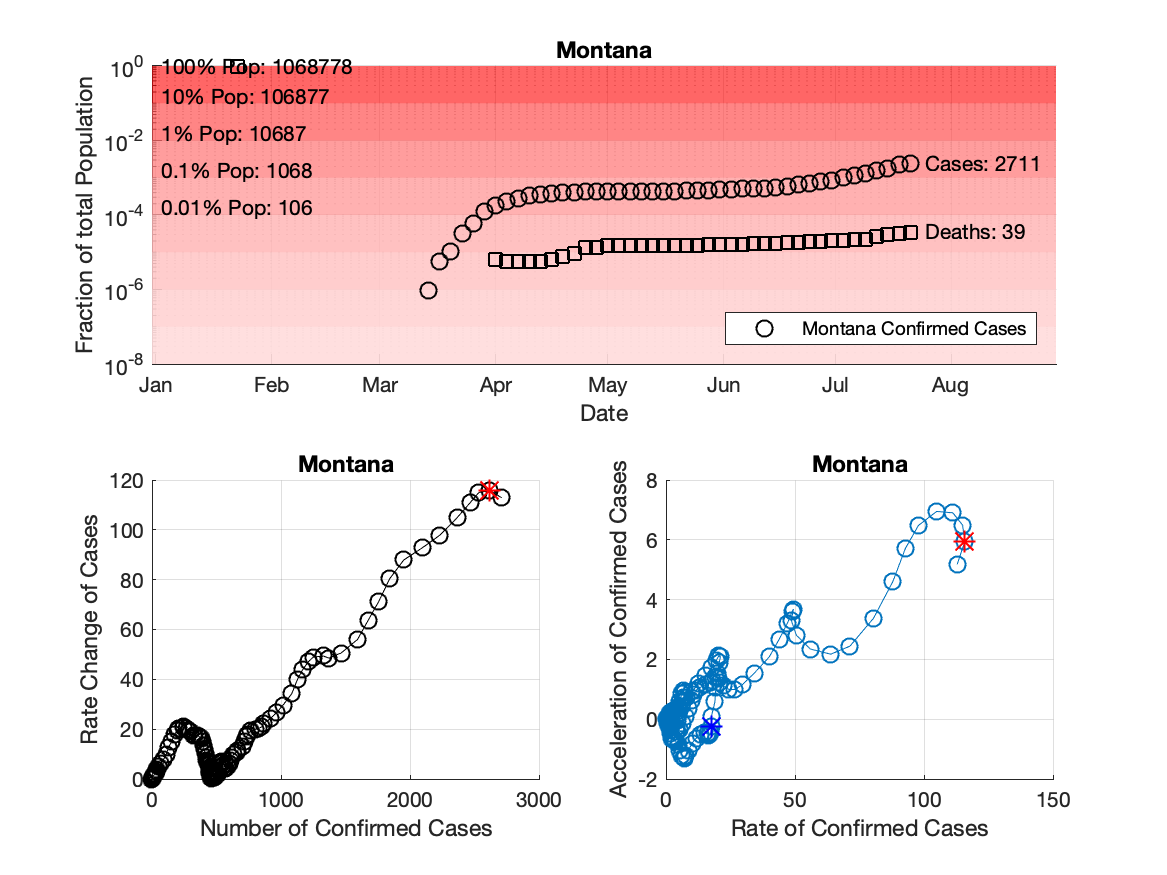 Montana
Fraction of total Population
10^0
10^-2
10^-4
10^-6
10^-8
100% Pop: 1068778
10% Pop: 106877
1% Pop: 10687
0.1% Pop: 1068
0.01% Pop: 106
Cases: 2711
Deaths: 39
Montana Confirmed Cases
Jan Feb Mar Apr May Jun Jul Aug
Date
Montana
Rate Change of Cases
120
100
80
60
40
20
0
0 1000 2000 3000
Number of Confirmed Cases
Montana
Acceleration of Confirmed Cases
8
6
4
2
0
-2
0 50 100 150
Rate of Confirmed Cases